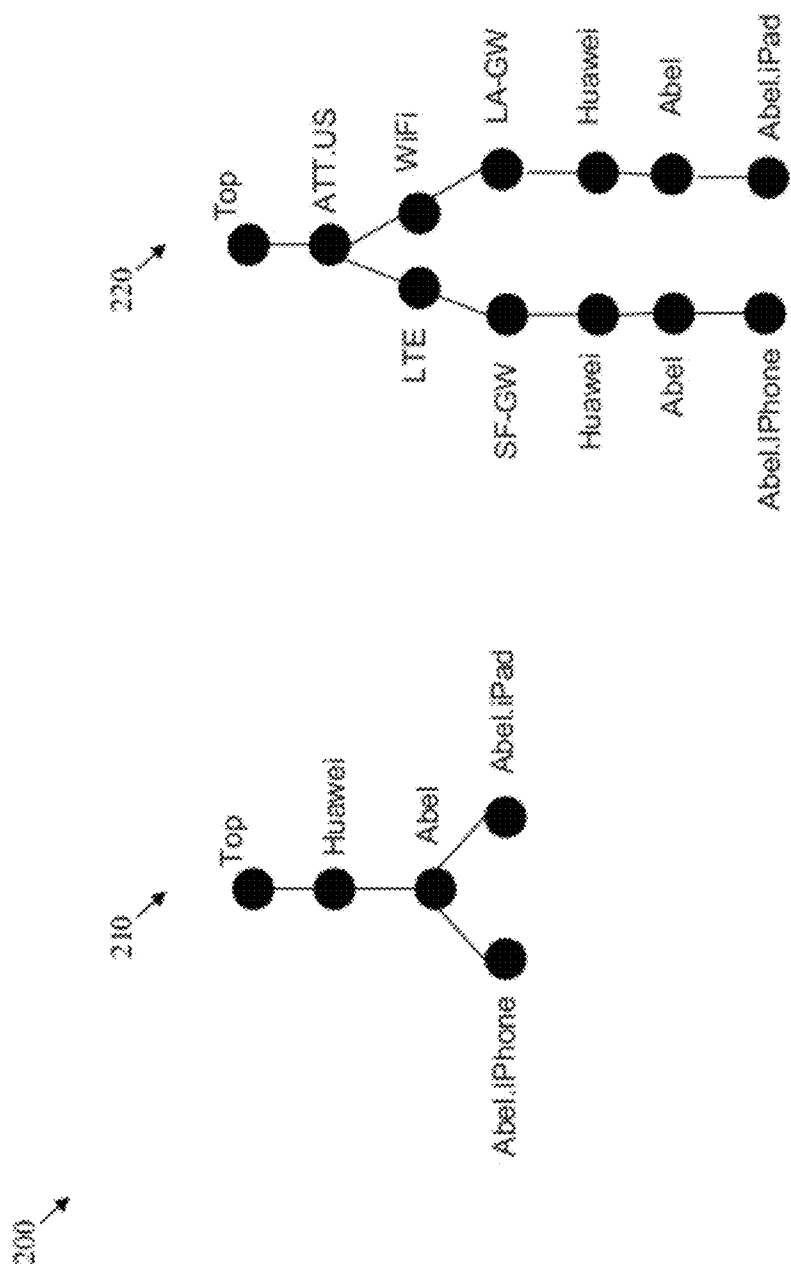 200
210
Top
Huawei
Abel
Abel.iPhone
Abel.iPad
220
Top
ATT.US
LTE
WiFi
SF-GW
LA-GW
Huawei
Huawei
Abel
Abel
Abel.iPhone
Abel.iPad